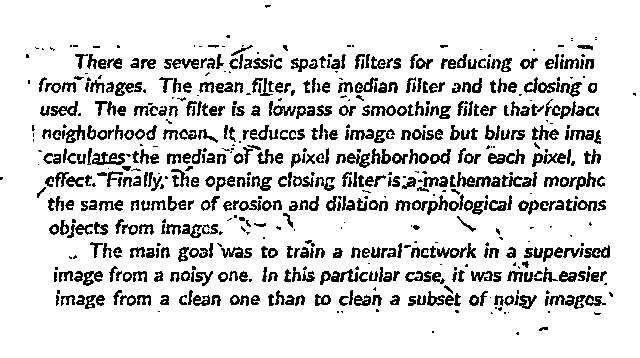 There are several classic spatial filters for reducing or elimin
from images. The mean filter, the median filter and the closing o
used. The mean filter is a lowpass or smoothing filter that replace
neighborhood mean. It reduces the image noise but blurs the imag
calculates the median of the pixel neighborhood for each pixel, th
effect. Finally, the opening closing filter is a mathematical morpho
the same number of erosion and dilation morphological operations
objects from images.
The main goal was to train a neural network in a supervised
image from a noisy one. In this particular case, it was much easier
image from a clean one than to clean a subset of noisy images.